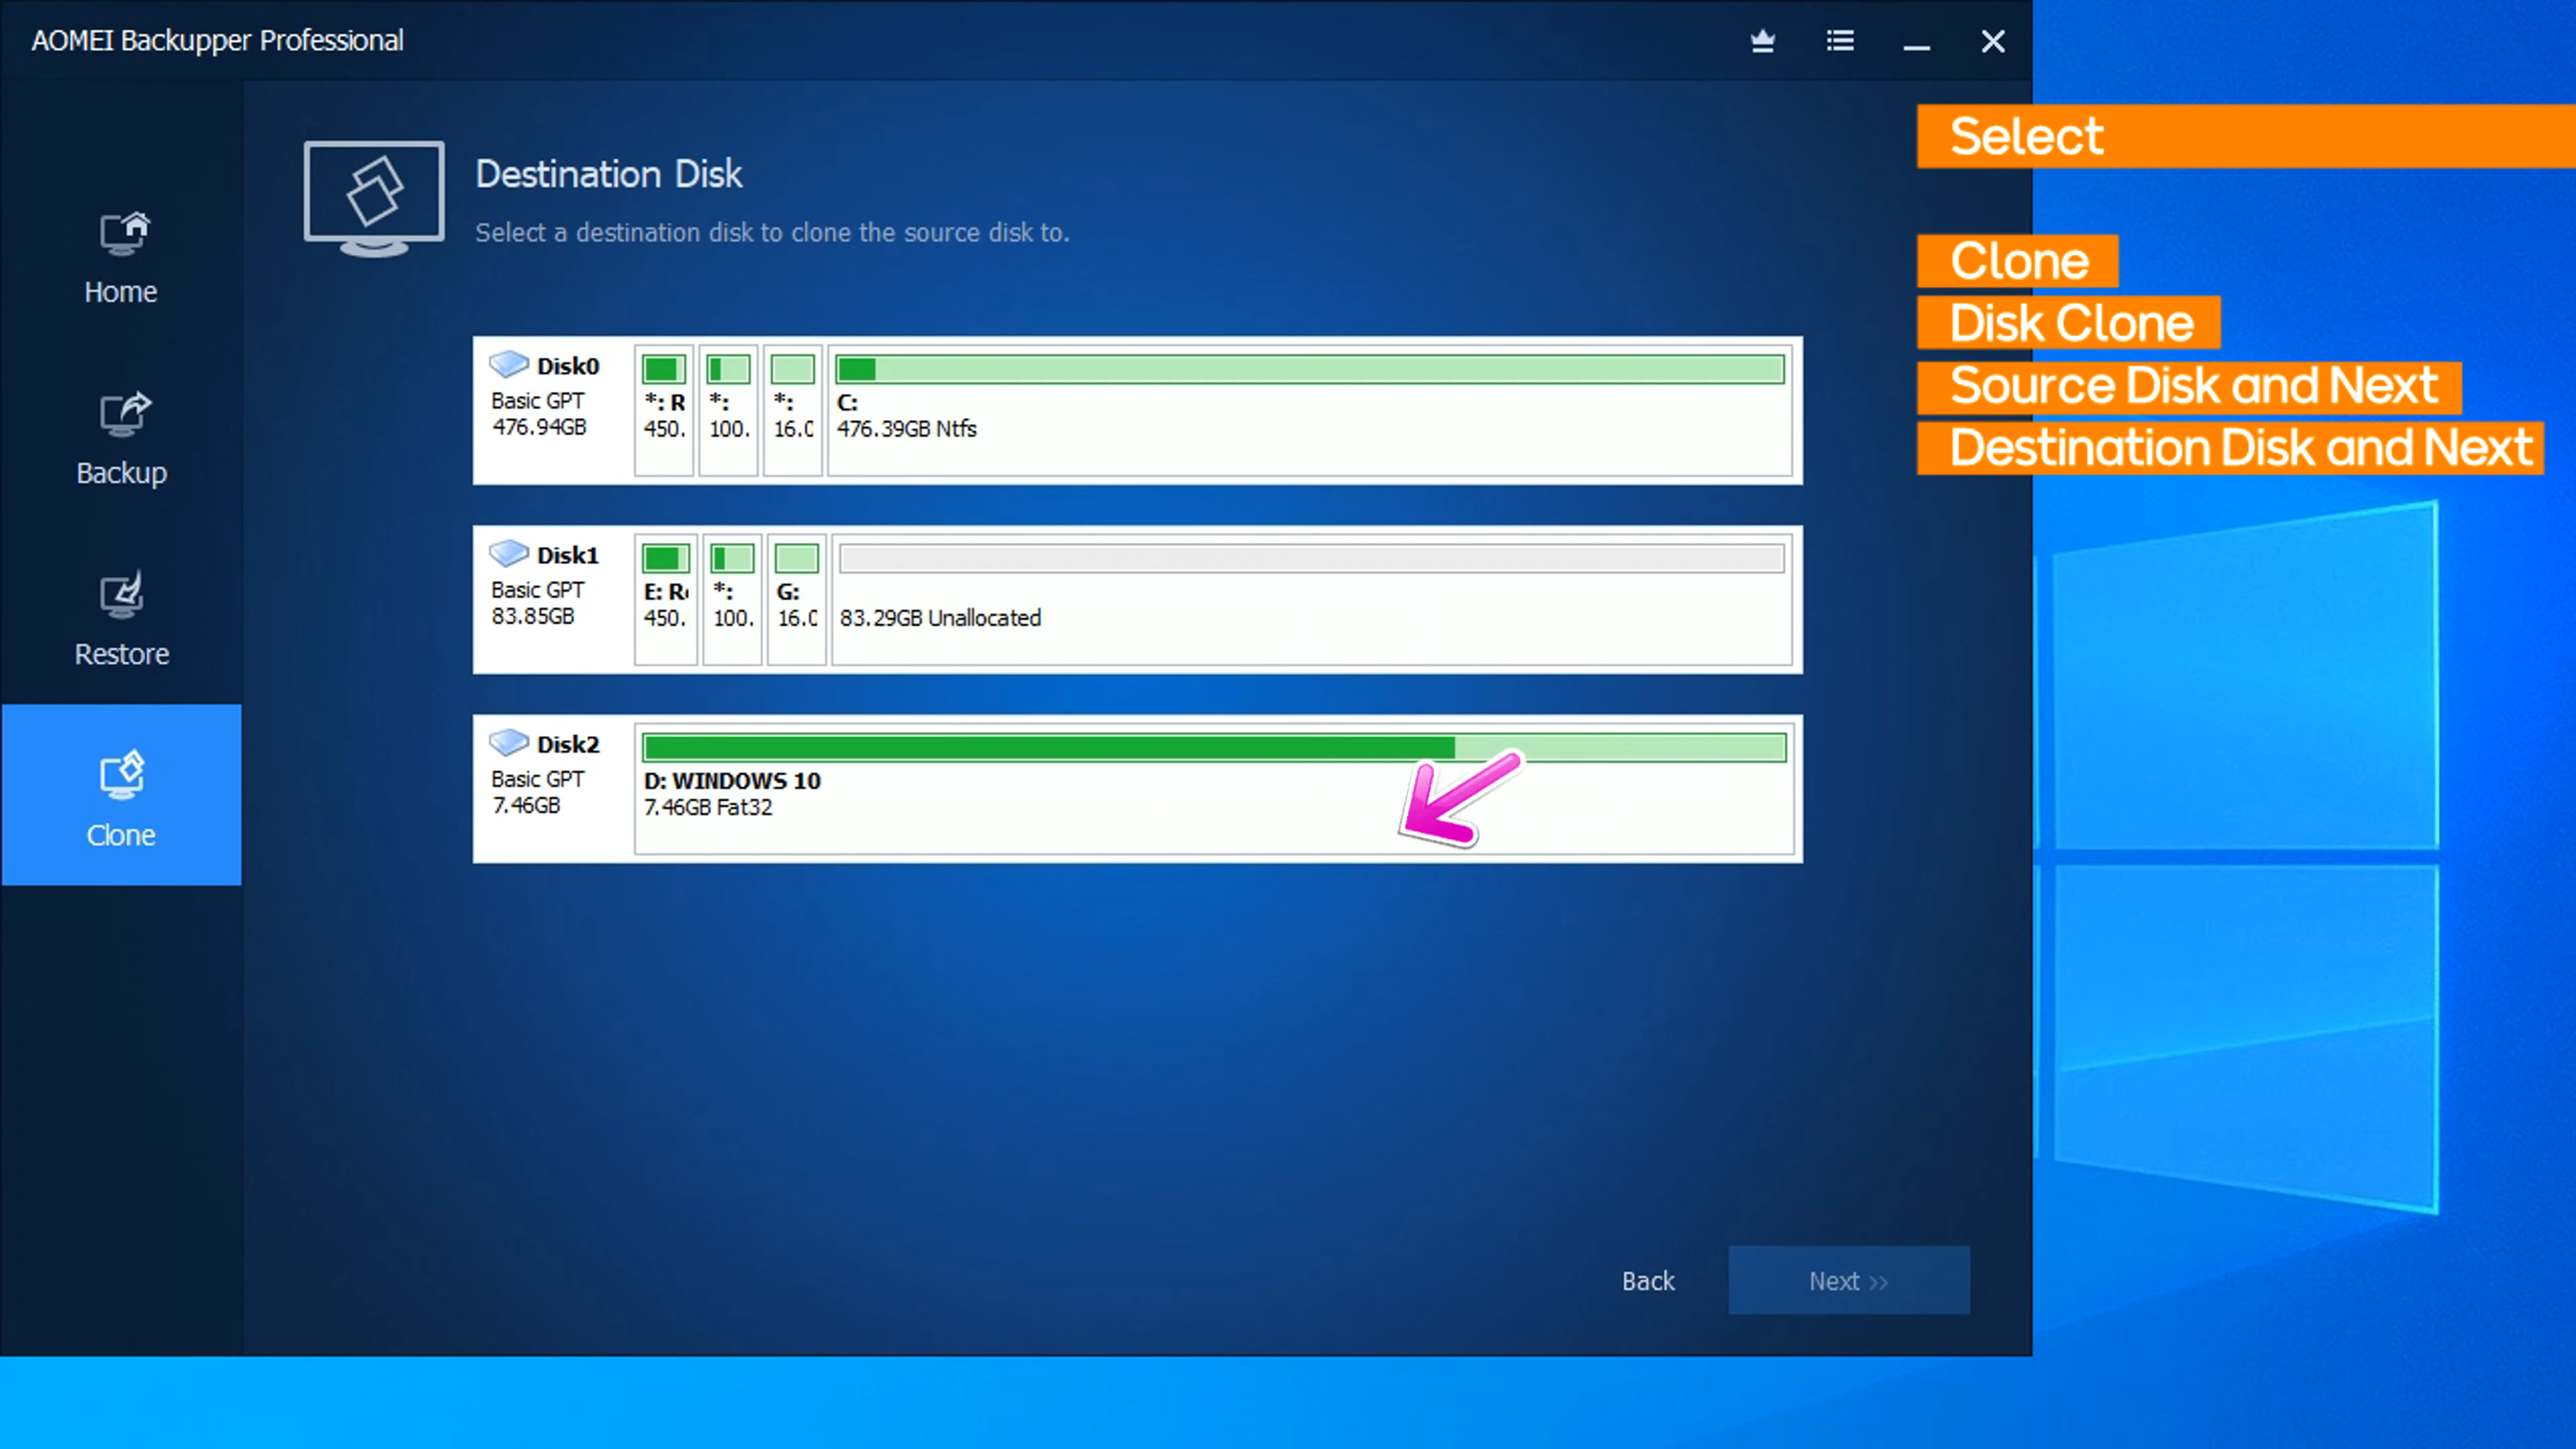 AOMEI Backupper Professional
Select
Destination Disk
Select a destination disk to clone the source disk to.
Clone
Disk Clone
Source Disk and Next
Destination Disk and Next
Home
Backup
Restore
Clone
Disk0
Basic GPT
476.94GB
*: R
450.
*:
100.
*:
16.0
C:
476.39GB Ntfs
Disk1
Basic GPT
83.85GB
E: Re
450.
*:
100.
G:
16.0
83.29GB Unallocated
Disk2
Basic GPT
7.46GB
D: WINDOWS 10
7.46GB Fat32
Back
Next >>